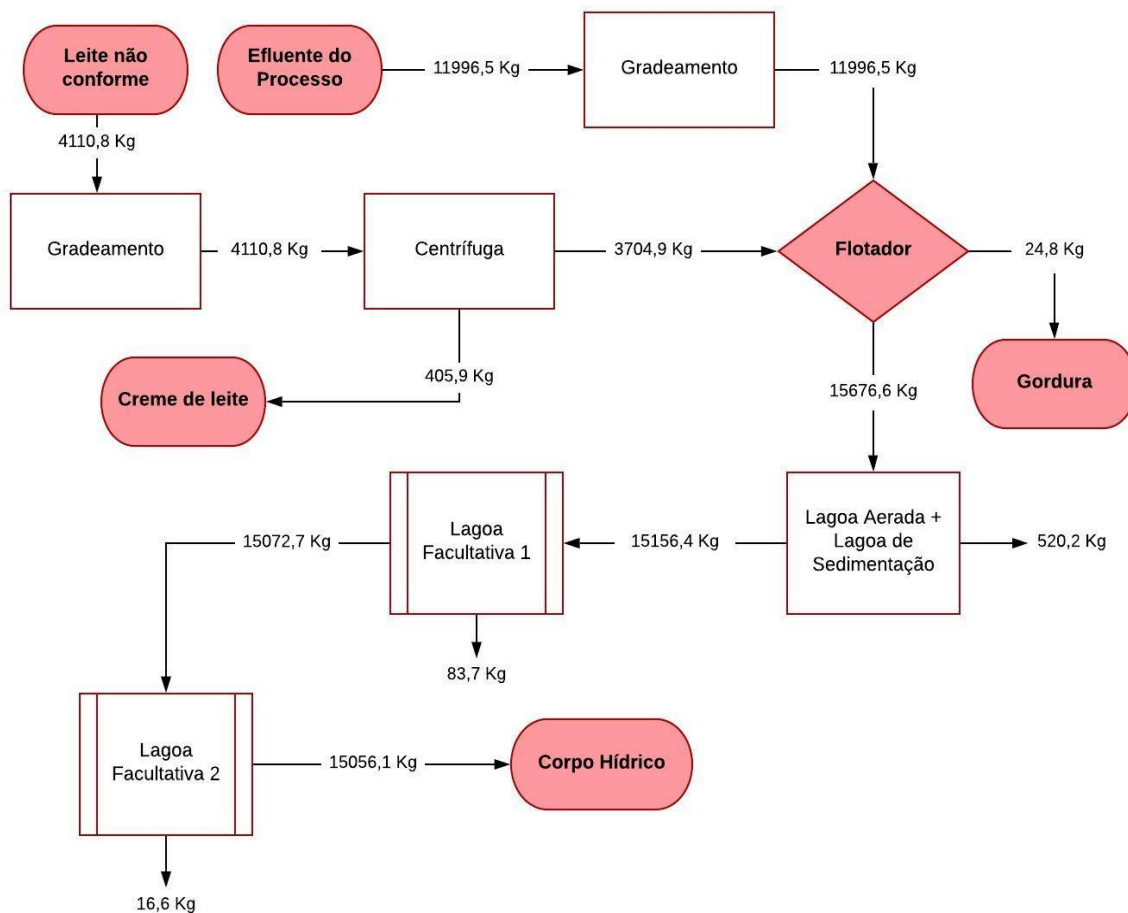 Leite não
conforme
Efluente do
Processo
11996,5 Kg
Gradeamento
11996,5 Kg
4110,8 Kg
Gradeamento
4110,8 Kg
Centrífuga
3704,9 Kg
Flotador
24,8 Kg
405,9 Kg
Creme de leite
Gordura
15676,6 Kg
Lagoa Aerada +
Lagoa de
Sedimentação
520,2 Kg
15156,4 Kg
Lagoa
Facultativa 1
15072,7 Kg
83,7 Kg
Lagoa
Facultativa 2
15056,1 Kg
Corpo Hídrico
16,6 Kg